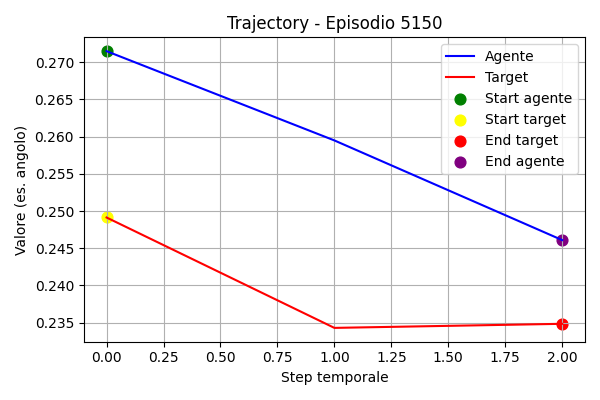 Trajectory - Episodio 5150
Valore (es. angolo)
0.270
0.265
0.260
0.255
0.250
0.245
0.240
0.235
Agente
Target
Start agente
Start target
End target
End agente
0.00 0.25 0.50 0.75 1.00 1.25 1.50 1.75 2.00
Step temporale